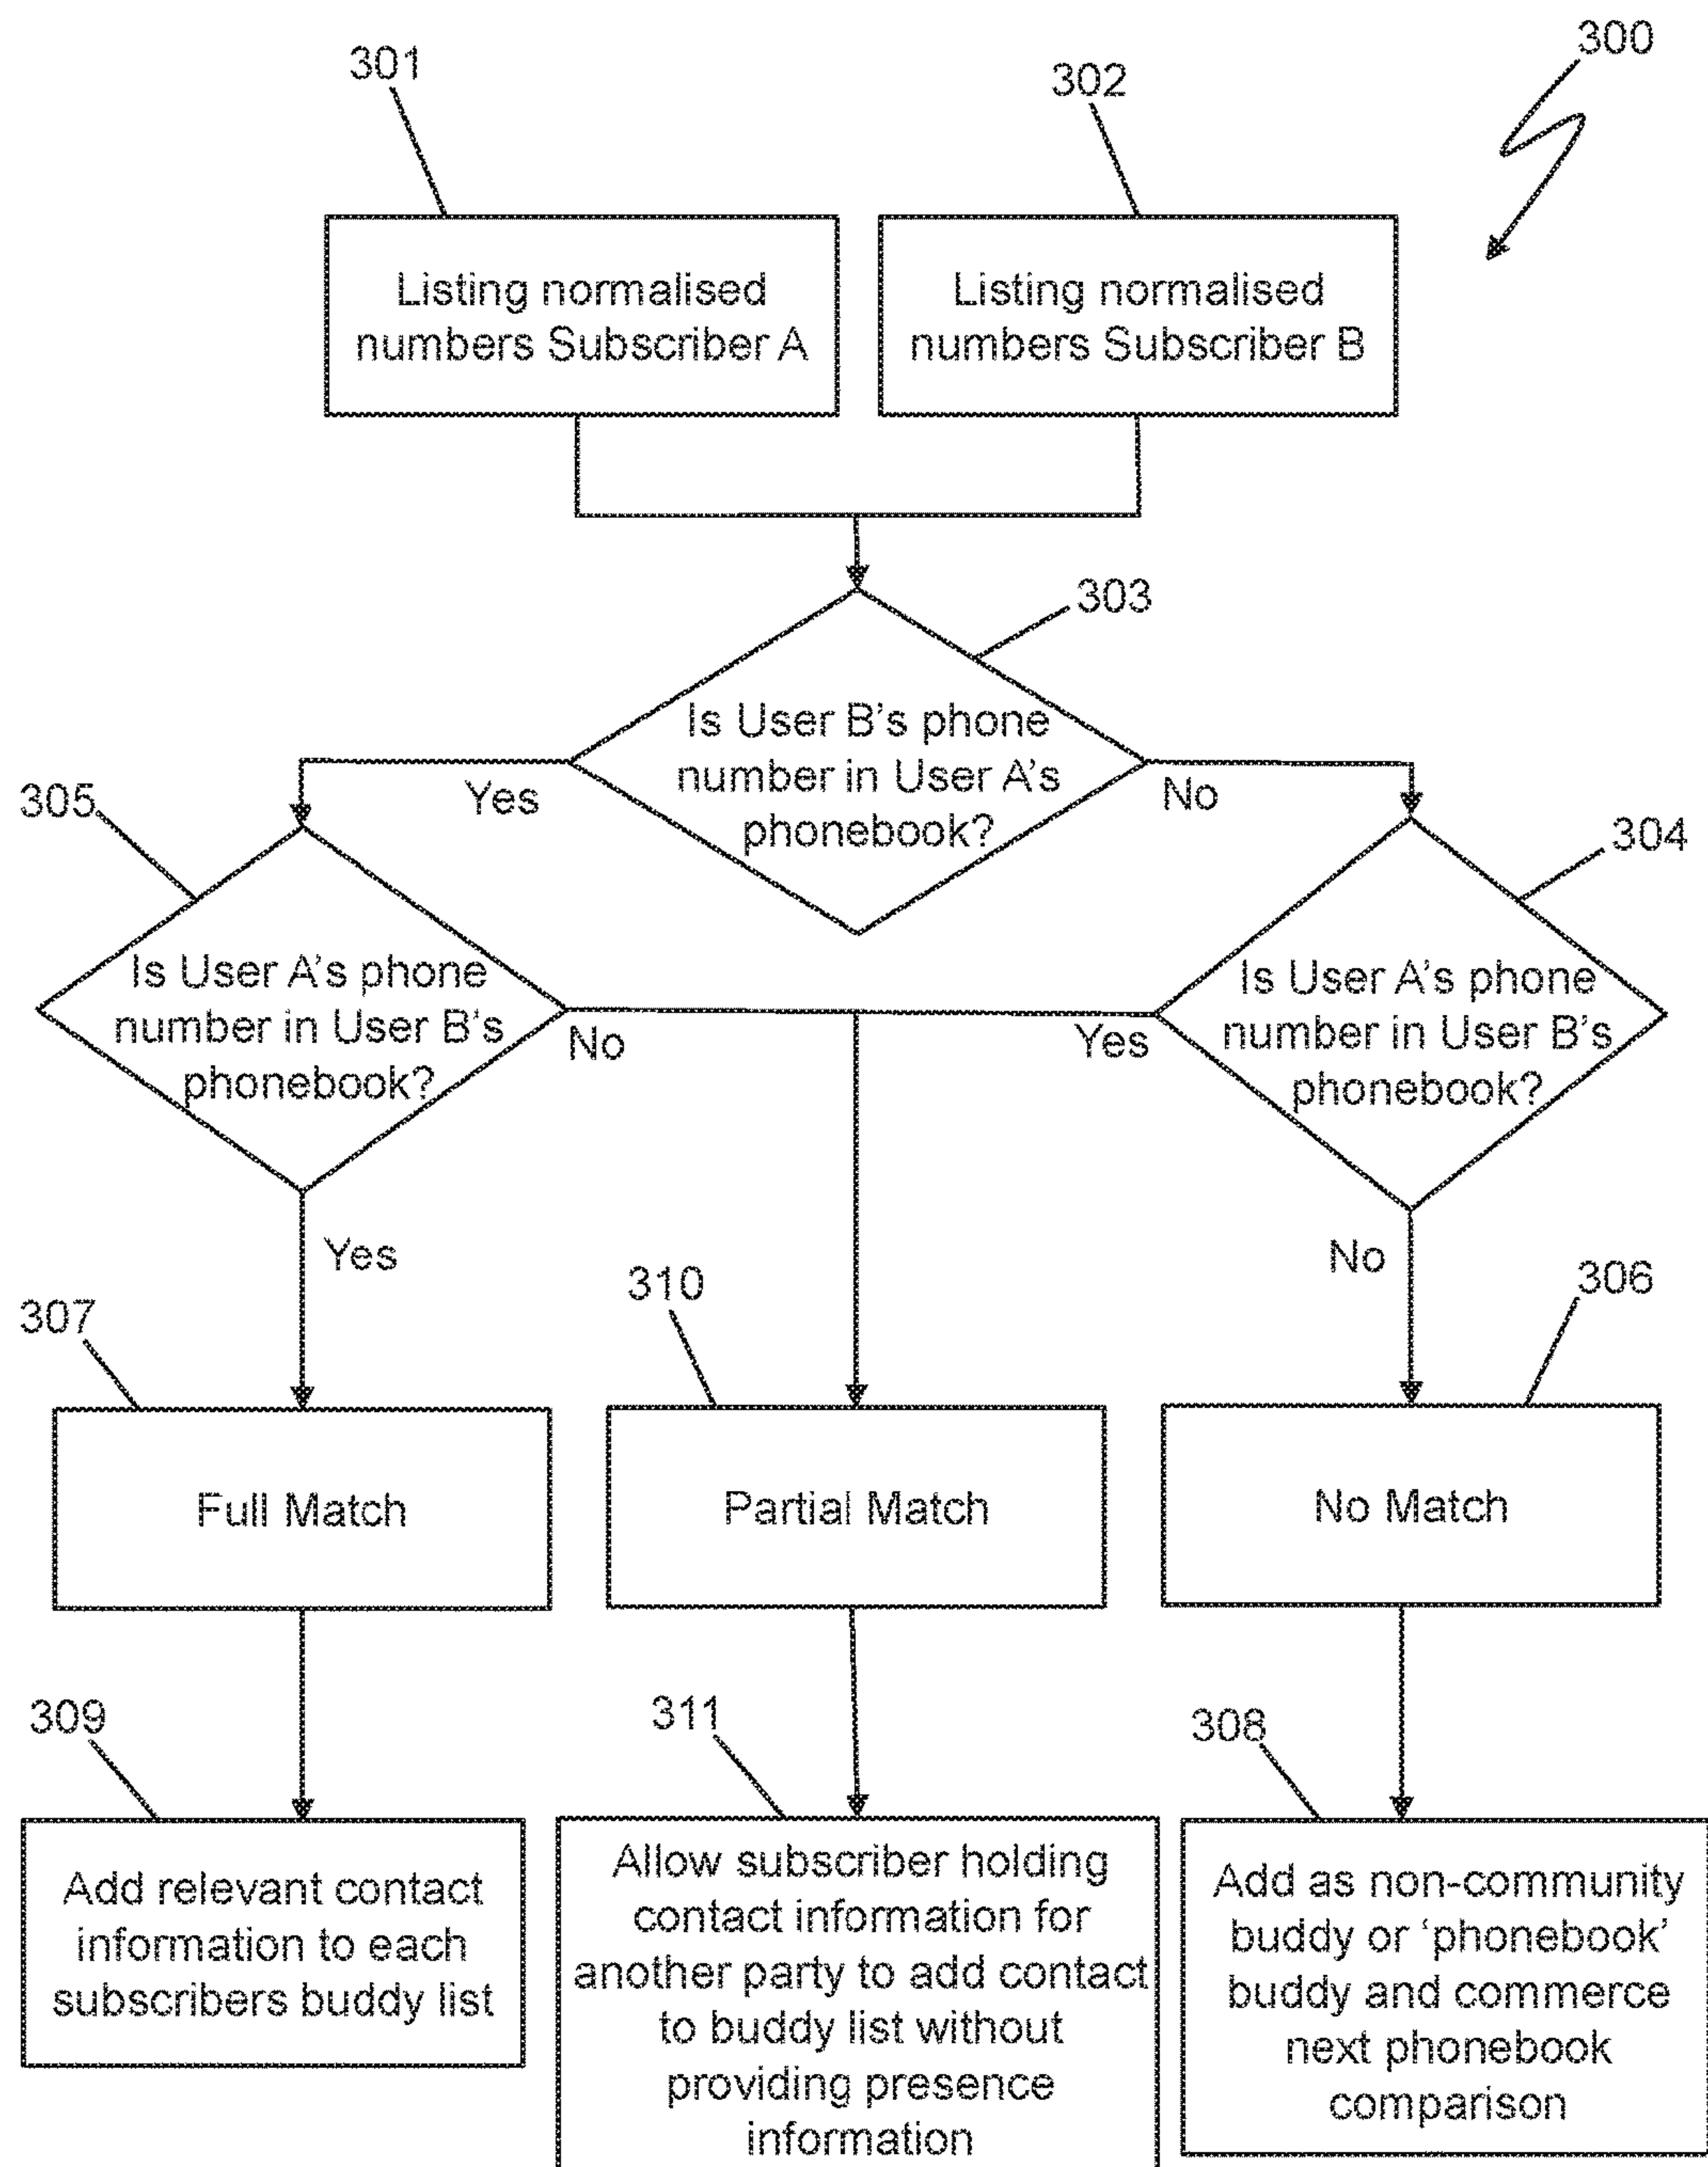 300
301
302
Listing normalised
numbers Subscriber A
Listing normalised
numbers Subscriber B
303
Is User B's phone
number in User A's
phonebook?
Yes
No
305
304
Is User A's phone
number in User B's
phonebook?
No
Is User A's phone
number in User B's
phonebook?
Yes
Yes
No
307
310
306
Full Match
Partial Match
No Match
309
311
308
Add relevant contact
information to each
subscribers buddy list
Allow subscriber holding
contact information for
another party to add contact
to buddy list without
providing presence
information
Add as non-community
buddy or ‘phonebook’
buddy and commerce
next phonebook
comparison